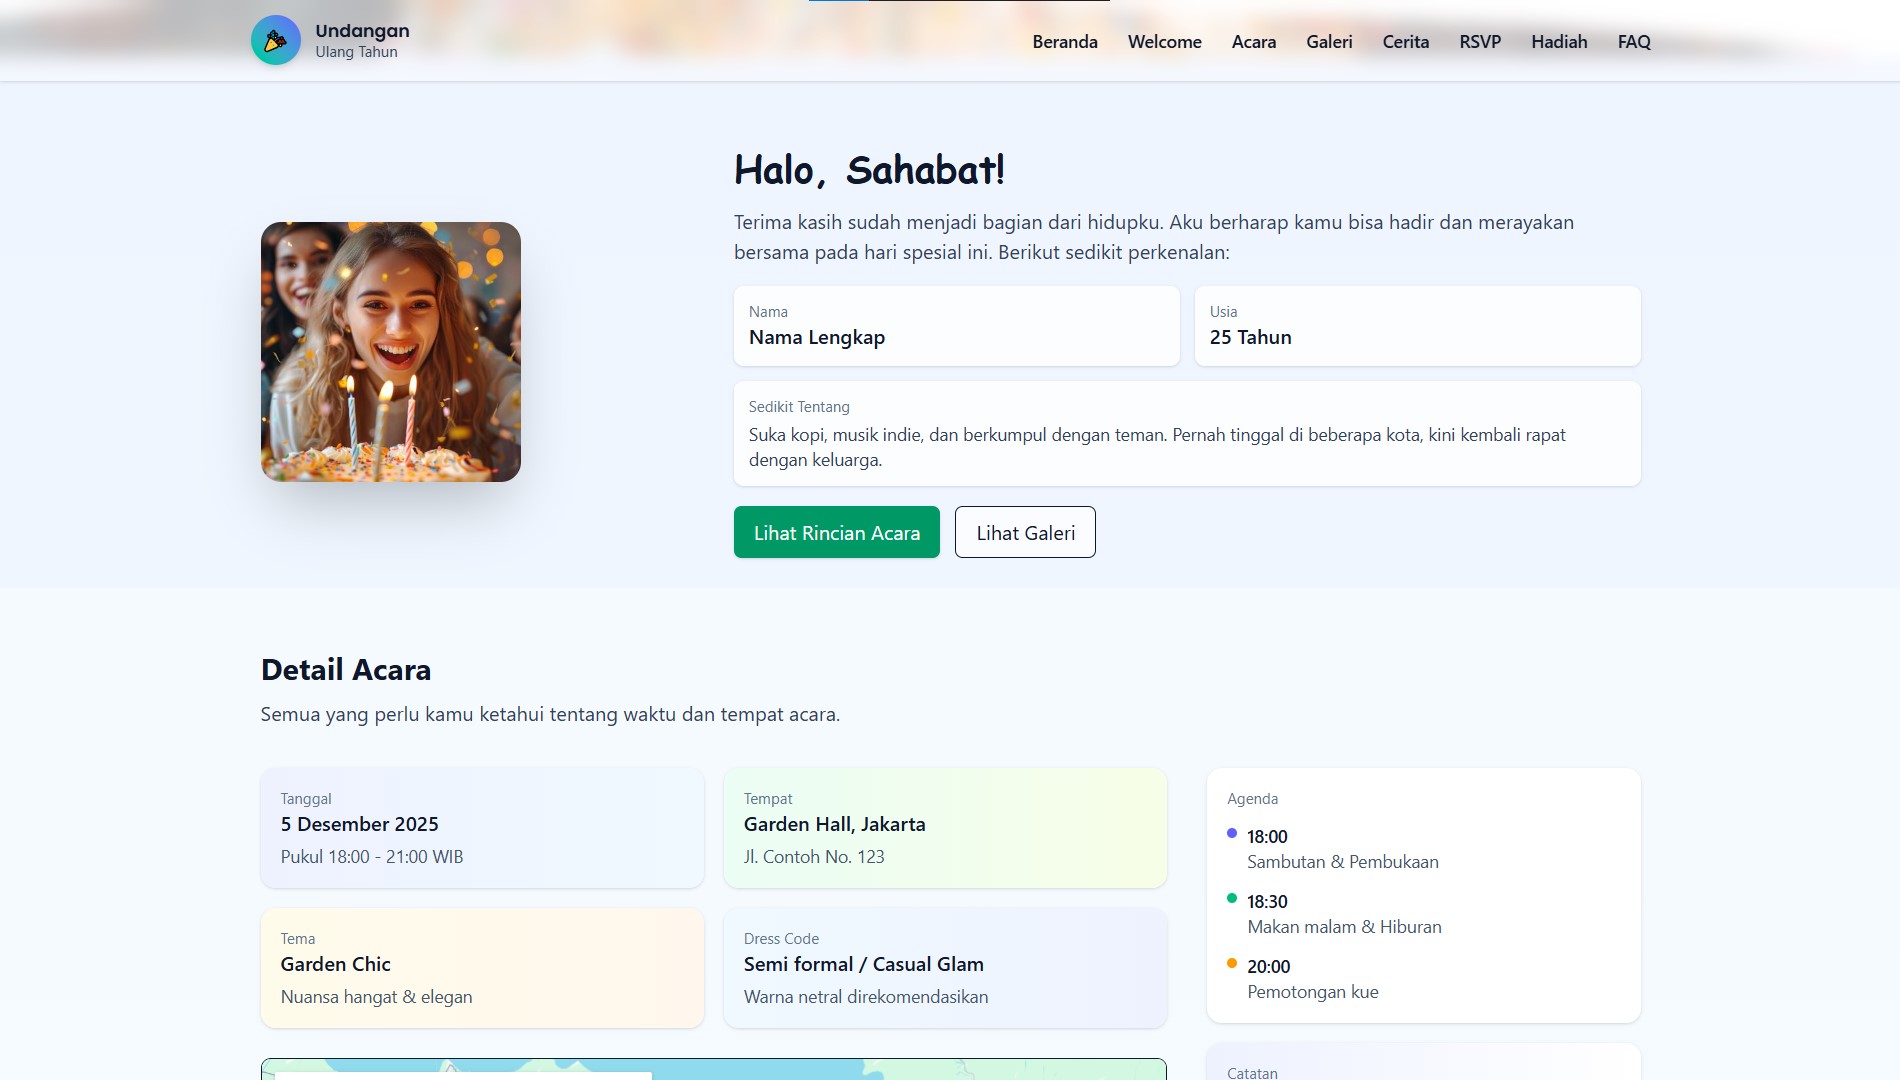 Undangan
Ulang Tahun
Beranda
Welcome
Acara
Galeri
Cerita
RSVP
Hadiah
FAQ
Halo, Sahabat!
Terima kasih sudah menjadi bagian dari hidupku. Aku berharap kamu bisa hadir dan merayakan
bersama pada hari spesial ini. Berikut sedikit perkenalan:
Nama
Nama Lengkap
Usia
25 Tahun
Sedikit Tentang
Suka kopi, musik indie, dan berkumpul dengan teman. Pernah tinggal di beberapa kota, kini kembali rapat
dengan keluarga.
Lihat Rincian Acara
Lihat Galeri
Detail Acara
Semua yang perlu kamu ketahui tentang waktu dan tempat acara.
Tanggal
5 Desember 2025
Pukul 18:00 - 21:00 WIB
Tempat
Garden Hall, Jakarta
Jl. Contoh No. 123
Tema
Garden Chic
Nuansa hangat & elegan
Dress Code
Semi formal / Casual Glam
Warna netral direkomendasikan
Agenda
18:00
Sambutan & Pembukaan
18:30
Makan malam & Hiburan
20:00
Pemotongan kue
Catatan